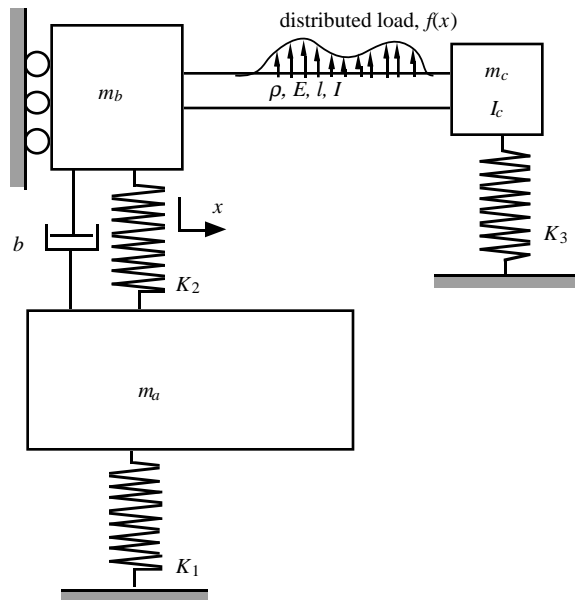 distributed load, f(x)
m_b
ρ, E, l, I
m_c
I_c
x
b
K_2
K_3
m_a
K_1